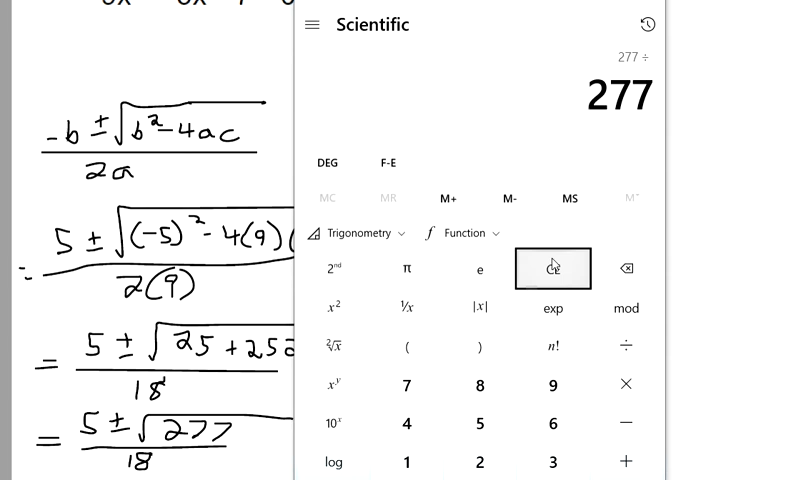 Scientific
277 ÷
277
DEG F-E
MC MR M+ M- MS M˅
Trigonometry Function
2ⁿᵈ π e CE ⌫
x² ¹/x |x| exp mod
²√x ( ) n! ÷
xʸ 7 8 9 ×
10ˣ 4 5 6 −
log 1 2 3 +
-b ± √b²-4ac
2a
= 5 ± √(-5)² - 4(9)(
2(9)
= 5 ± √25 + 252
18
= 5 ± √277
18